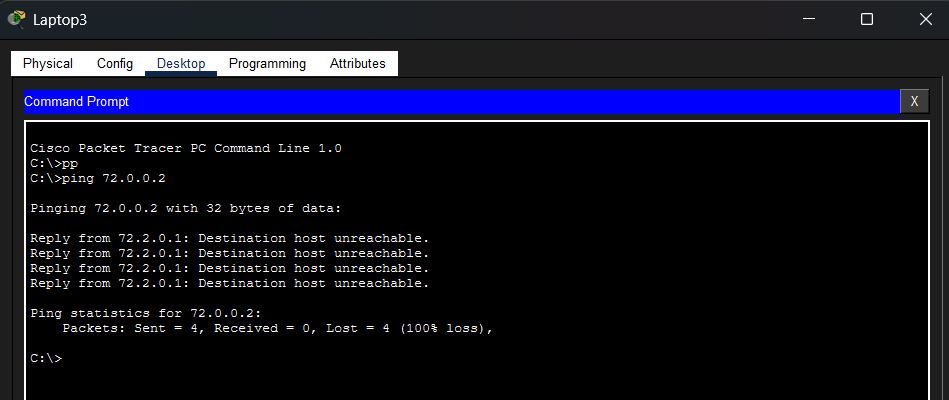 Laptop3
Physical Config Desktop Programming Attributes
Command Prompt X
Cisco Packet Tracer PC Command Line 1.0
C:\>pp
C:\>ping 72.0.0.2
Pinging 72.0.0.2 with 32 bytes of data:
Reply from 72.2.0.1: Destination host unreachable.
Reply from 72.2.0.1: Destination host unreachable.
Reply from 72.2.0.1: Destination host unreachable.
Reply from 72.2.0.1: Destination host unreachable.
Ping statistics for 72.0.0.2:
    Packets: Sent = 4, Received = 0, Lost = 4 (100% loss),
C:\>